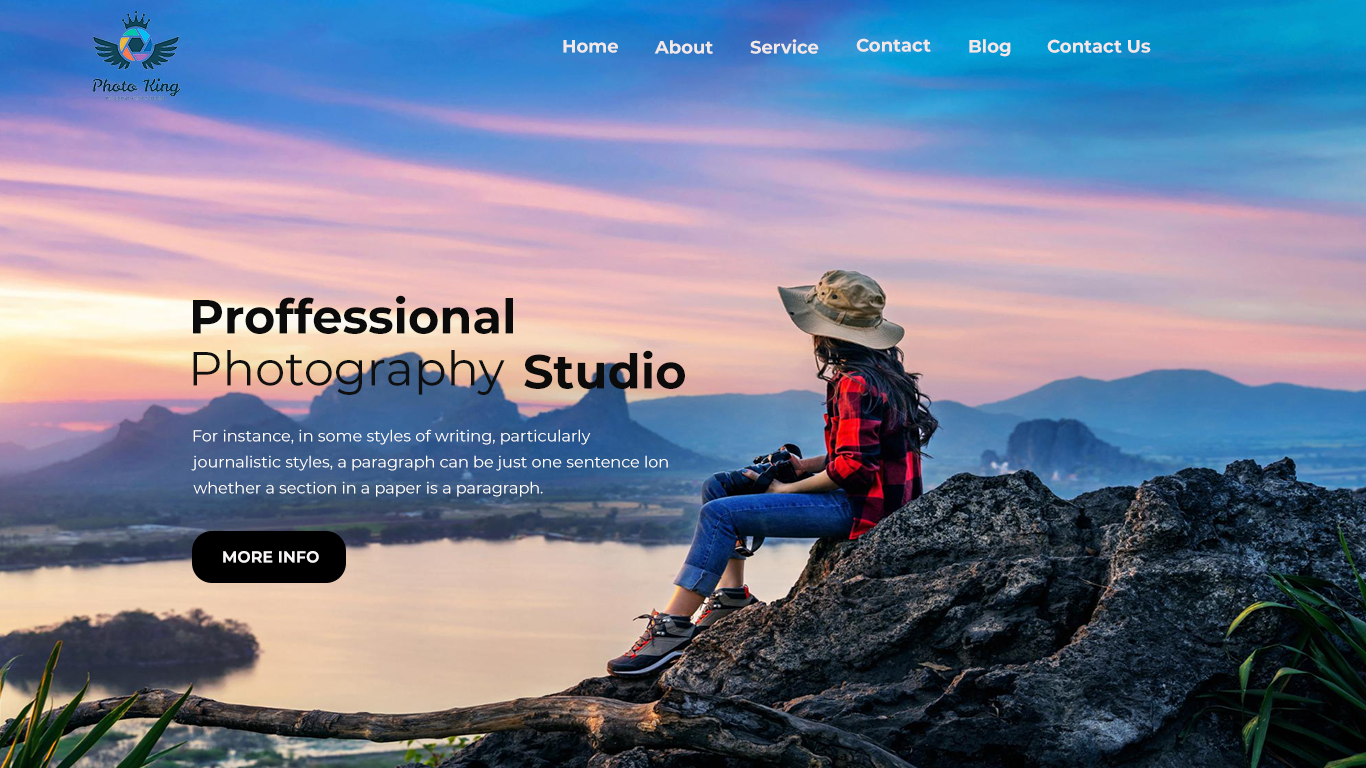 Photo King
Home About Service Contact Blog Contact Us
Proffessional
Photography Studio
For instance, in some styles of writing, particularly
journalistic styles, a paragraph can be just one sentence lon
whether a section in a paper is a paragraph.
MORE INFO